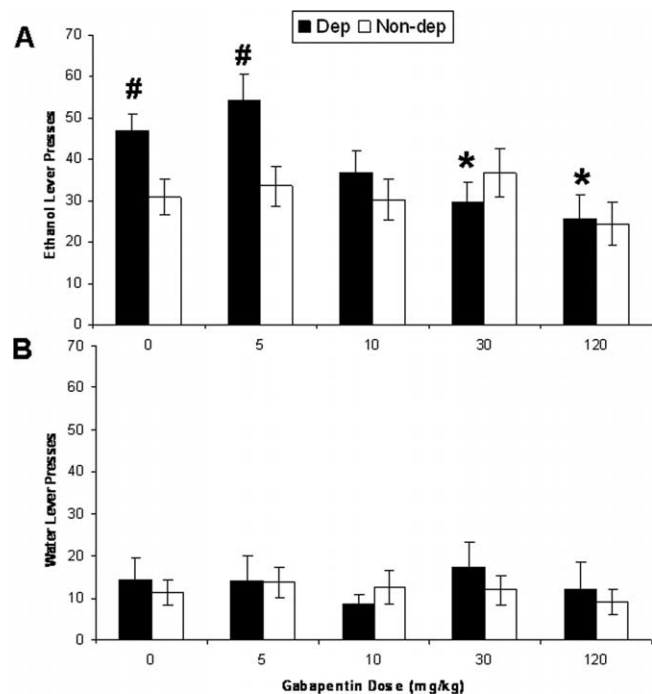 A
Dep Non-dep
70
60
50
40
30
20
10
0
Ethanol Lever Presses
# # * *
0 5 10 30 120
B
70
60
50
40
30
20
10
0
Water Lever Presses
0 5 10 30 120
Gabapentin Dose (mg/kg)